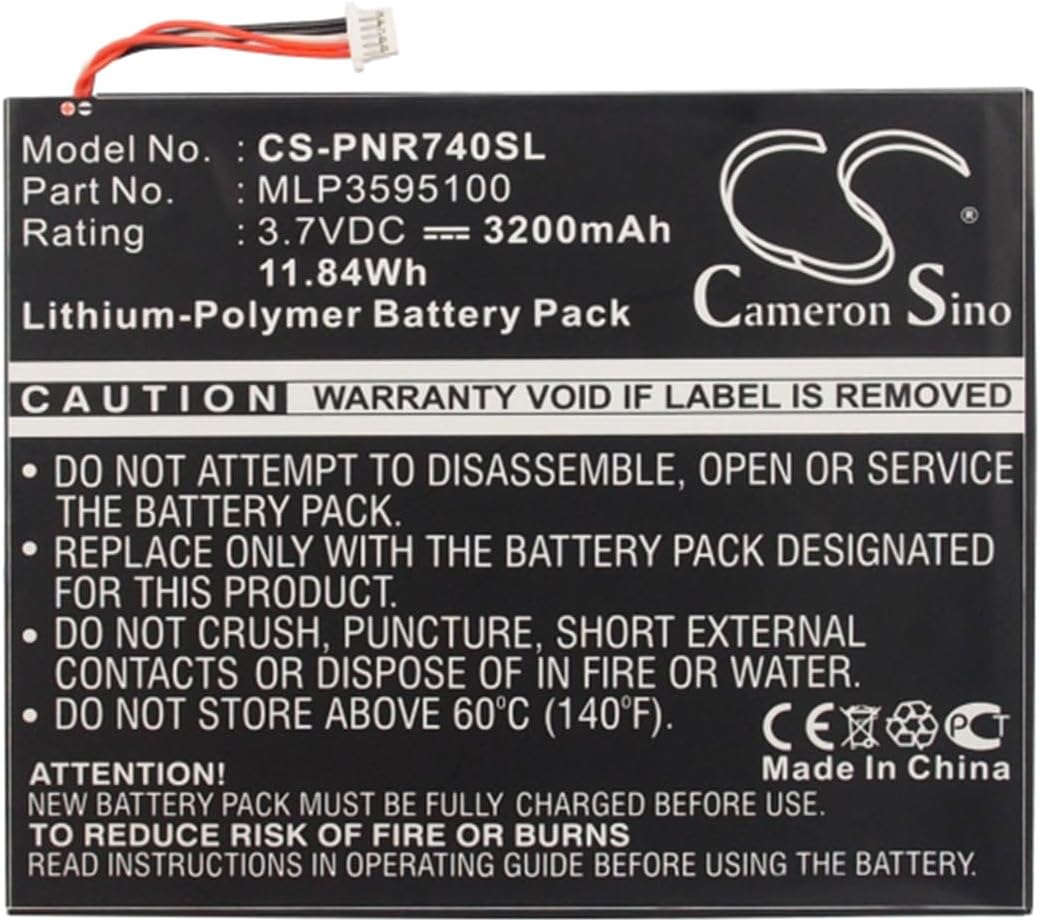 Model No. : CS-PNR740SL
Part No. : MLP3595100
Rating : 3.7VDC ⎓ 3200mAh
11.84Wh
Lithium-Polymer Battery Pack
CS ®
Cameron Sino
CAUTION WARRANTY VOID IF LABEL IS REMOVED
• DO NOT ATTEMPT TO DISASSEMBLE, OPEN OR SERVICE
THE BATTERY PACK.
• REPLACE ONLY WITH THE BATTERY PACK DESIGNATED
FOR THIS PRODUCT.
• DO NOT CRUSH, PUNCTURE, SHORT EXTERNAL
CONTACTS OR DISPOSE OF IN FIRE OR WATER.
• DO NOT STORE ABOVE 60°C (140°F).
CE PCT
Made In China
ATTENTION!
NEW BATTERY PACK MUST BE FULLY CHARGED BEFORE USE.
TO REDUCE RISK OF FIRE OR BURNS
READ INSTRUCTIONS AND OPERATING GUIDE BEFORE USING THE BATTERY.